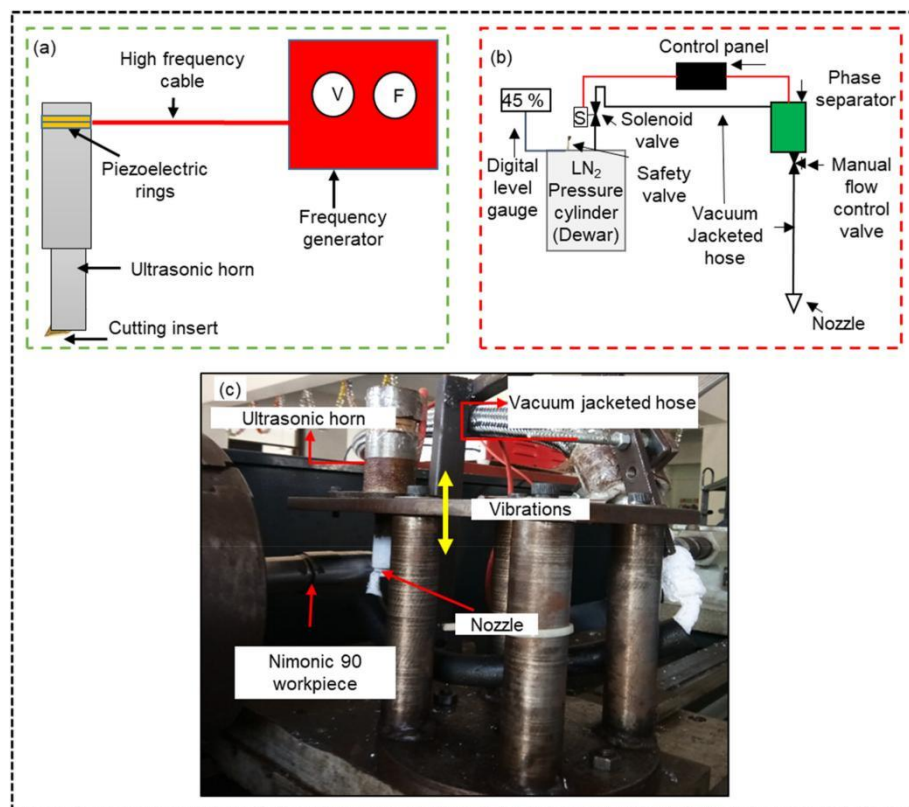 (a)
High frequency
cable
V
F
Piezoelectric
rings
Frequency
generator
Ultrasonic horn
Cutting insert
(b)
Control panel
45 %
S
Solenoid
valve
Phase
separator
Digital
level
gauge
LN₂
Pressure
cylinder
(Dewar)
Safety
valve
Vacuum
Jacketed
hose
Manual
flow
control
valve
Nozzle
(c)
Ultrasonic horn
Vacuum jacketed hose
Vibrations
Nozzle
Nimonic 90
workpiece